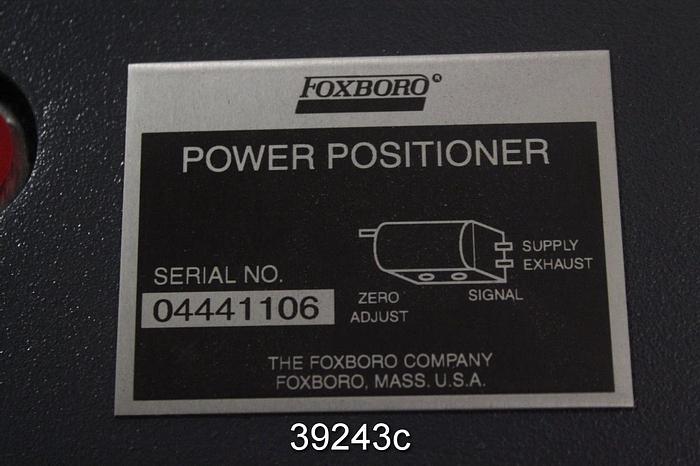 FOXBORO®
POWER POSITIONER
SUPPLY
EXHAUST
SERIAL NO.
04441106
ZERO
ADJUST
SIGNAL
THE FOXBORO COMPANY
FOXBORO, MASS. U.S.A.
39243c